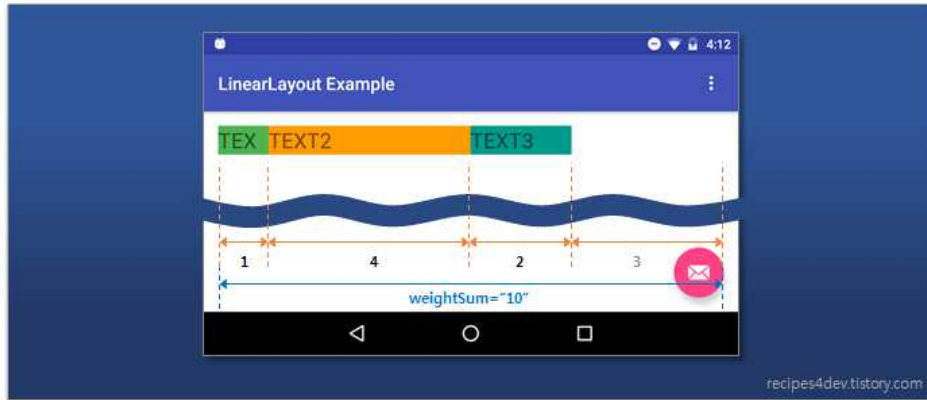 4:12
LinearLayout Example
TEX TEXT2 TEXT3
1 4 2 3
weightSum="10"
recipes4dev.tistory.com